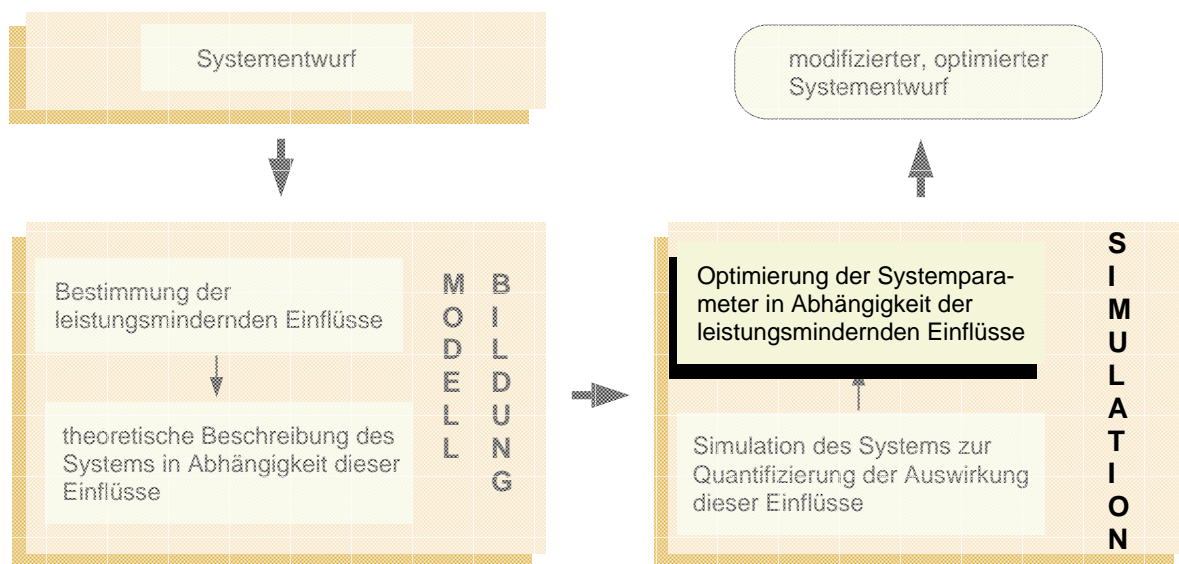 Systementwurf
Bestimmung der
leistungsmindernden Einflüsse
theoretische Beschreibung des
Systems in Abhängigkeit dieser
Einflüsse
MODELL
BILDUNG
modifizierter, optimierter
Systementwurf
Optimierung der Systempara-
meter in Abhängigkeit der
leistungsmindernden Einflüsse
Simulation des Systems zur
Quantifizierung der Auswirkung
dieser Einflüsse
SIMULATION